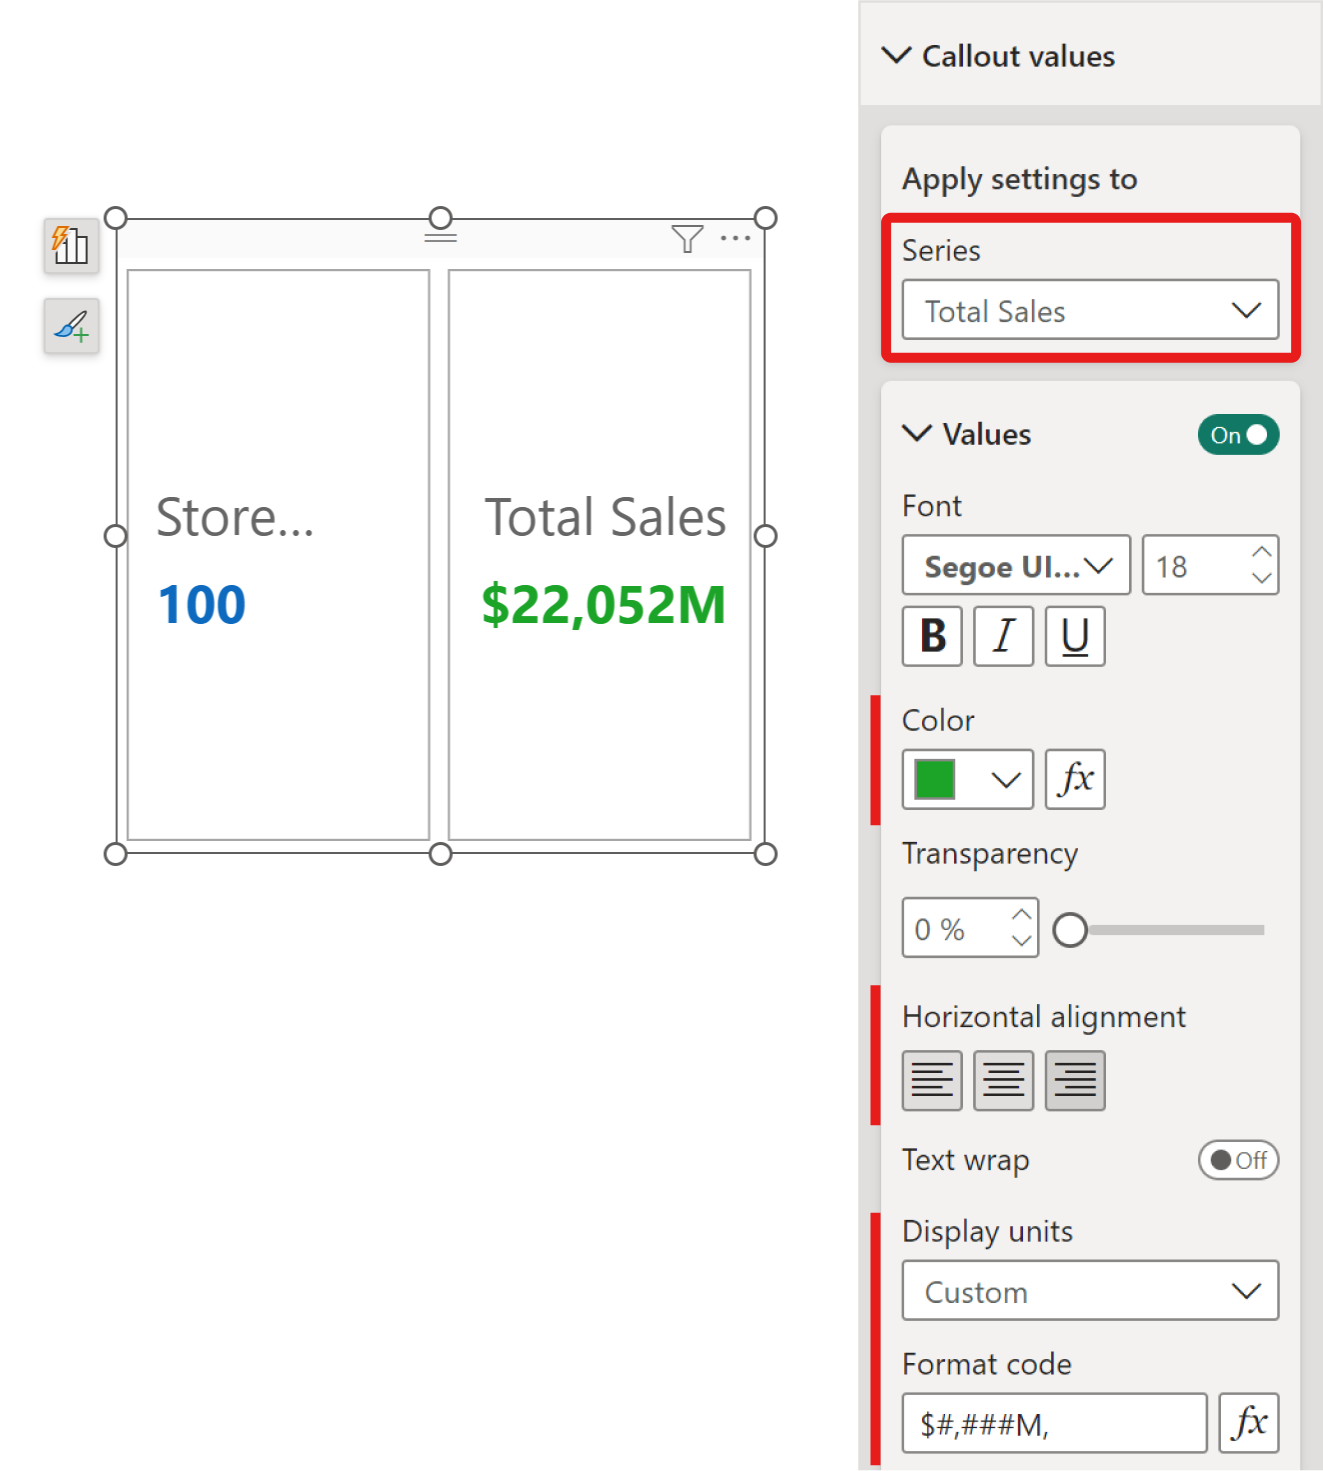 Store...
100
Total Sales
$22,052M
Callout values
Apply settings to
Series
Total Sales
Values
On
Font
Segoe UI...
18
B
I
U
Color
fx
Transparency
0 %
Horizontal alignment
Text wrap
Off
Display units
Custom
Format code
$#,###M,
fx